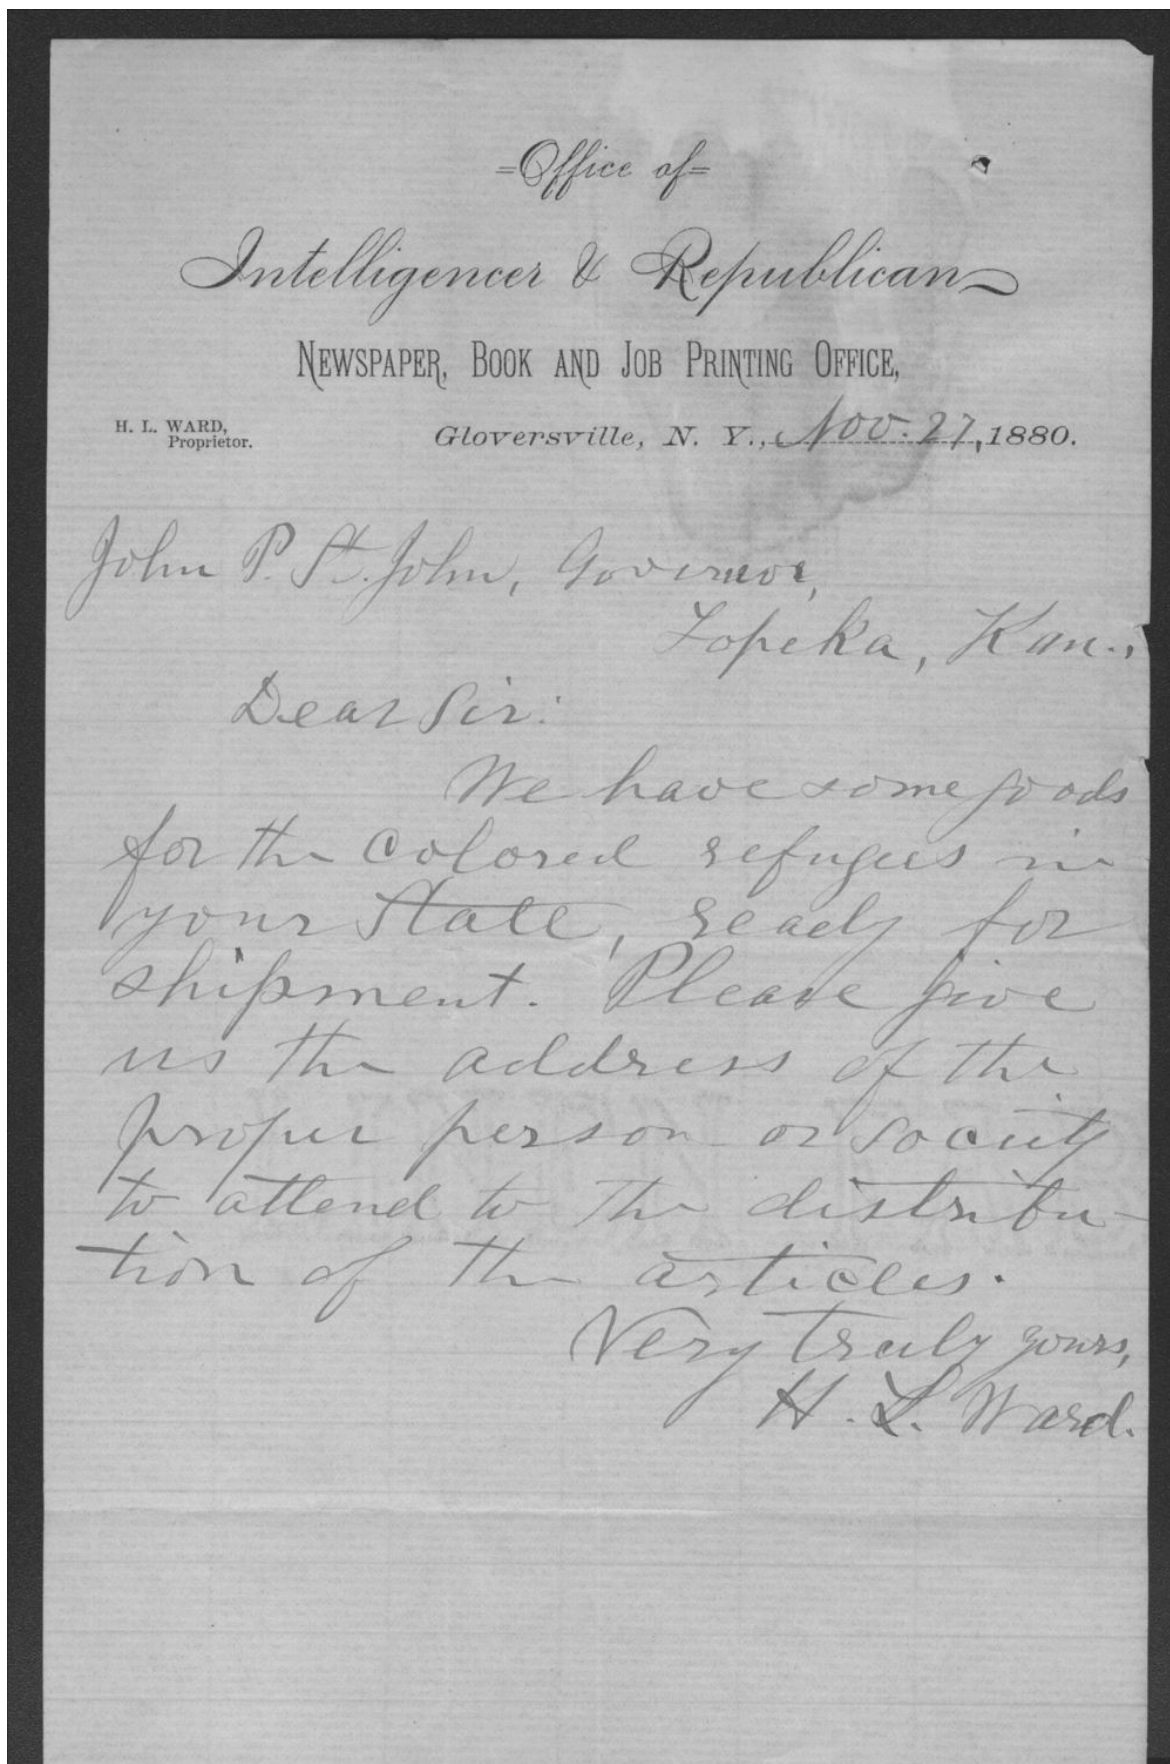 =Office of=
Intelligencer & Republican
NEWSPAPER, BOOK AND JOB PRINTING OFFICE,
H. L. WARD,
Proprietor.
Gloversville, N. Y., Nov. 27, 1880.
John P. St. John, Governor,
Topeka, Kan.,
Dear Sir:
We have some goods
for the colored refugees in
your State, ready for
shipment. Please give
us the address of the
proper person or society
to attend to the distribu-
tion of the articles.
Very truly yours,
H. L. Ward.